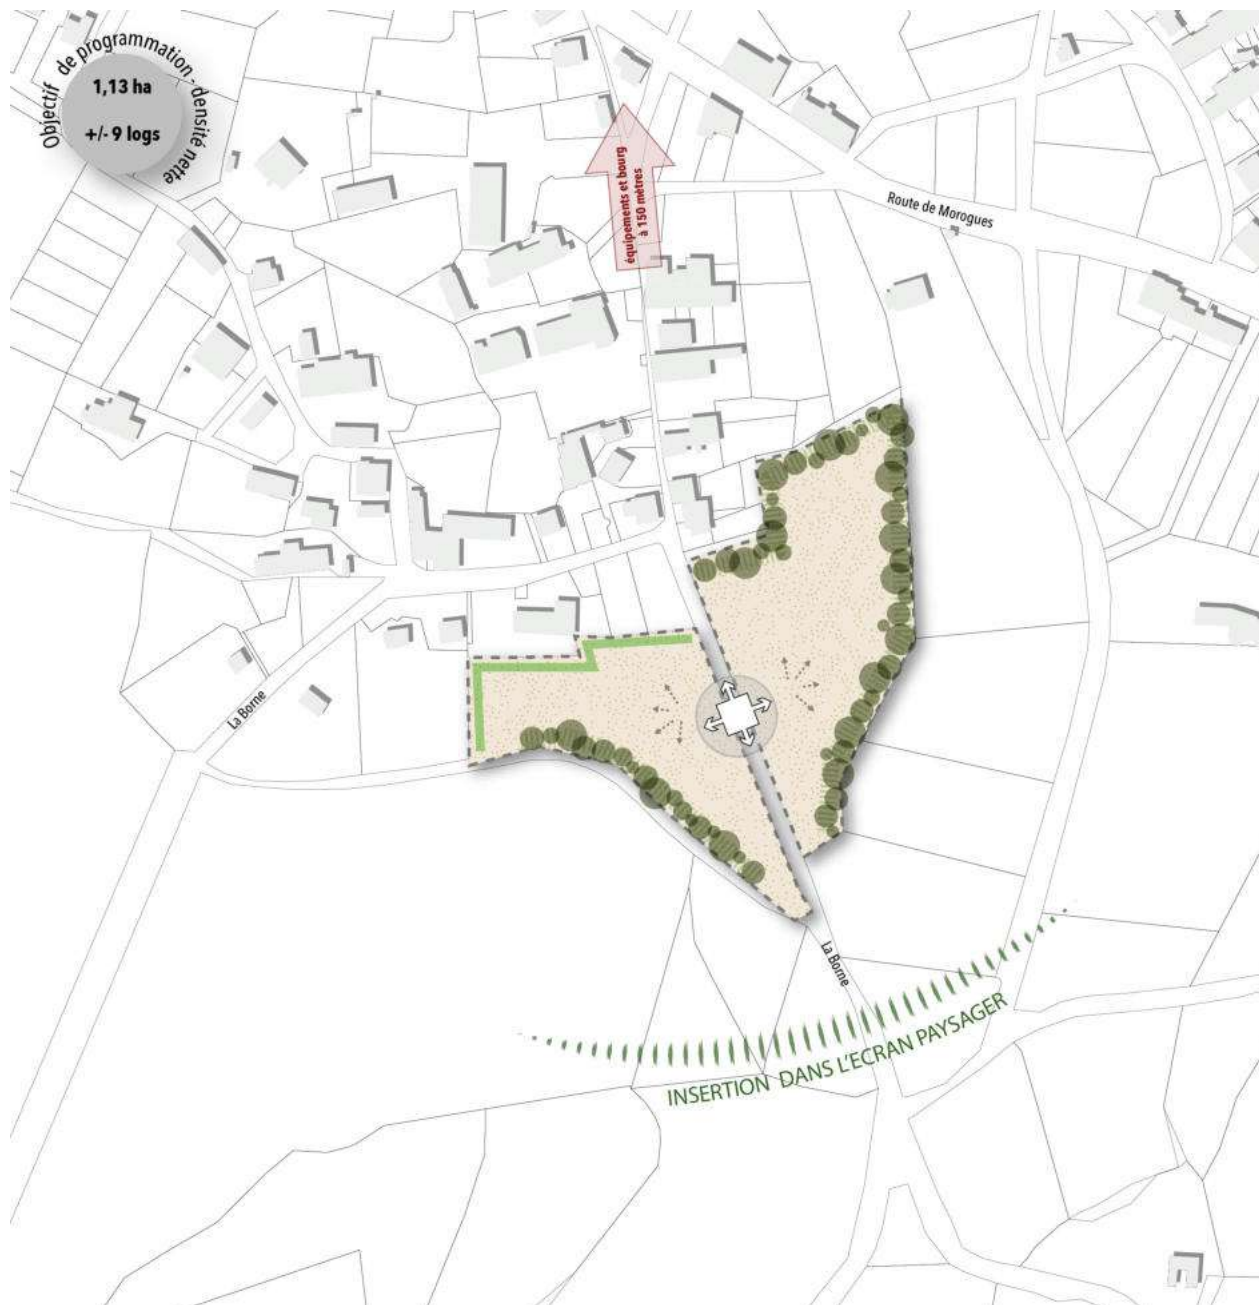 Objectif de programmation - densité nette
1,13 ha
+/- 9 logs
équipements et bourg
à 150 mètres
Route de Morogues
La Borne
La Borne
INSERTION DANS L'ECRAN PAYSAGER